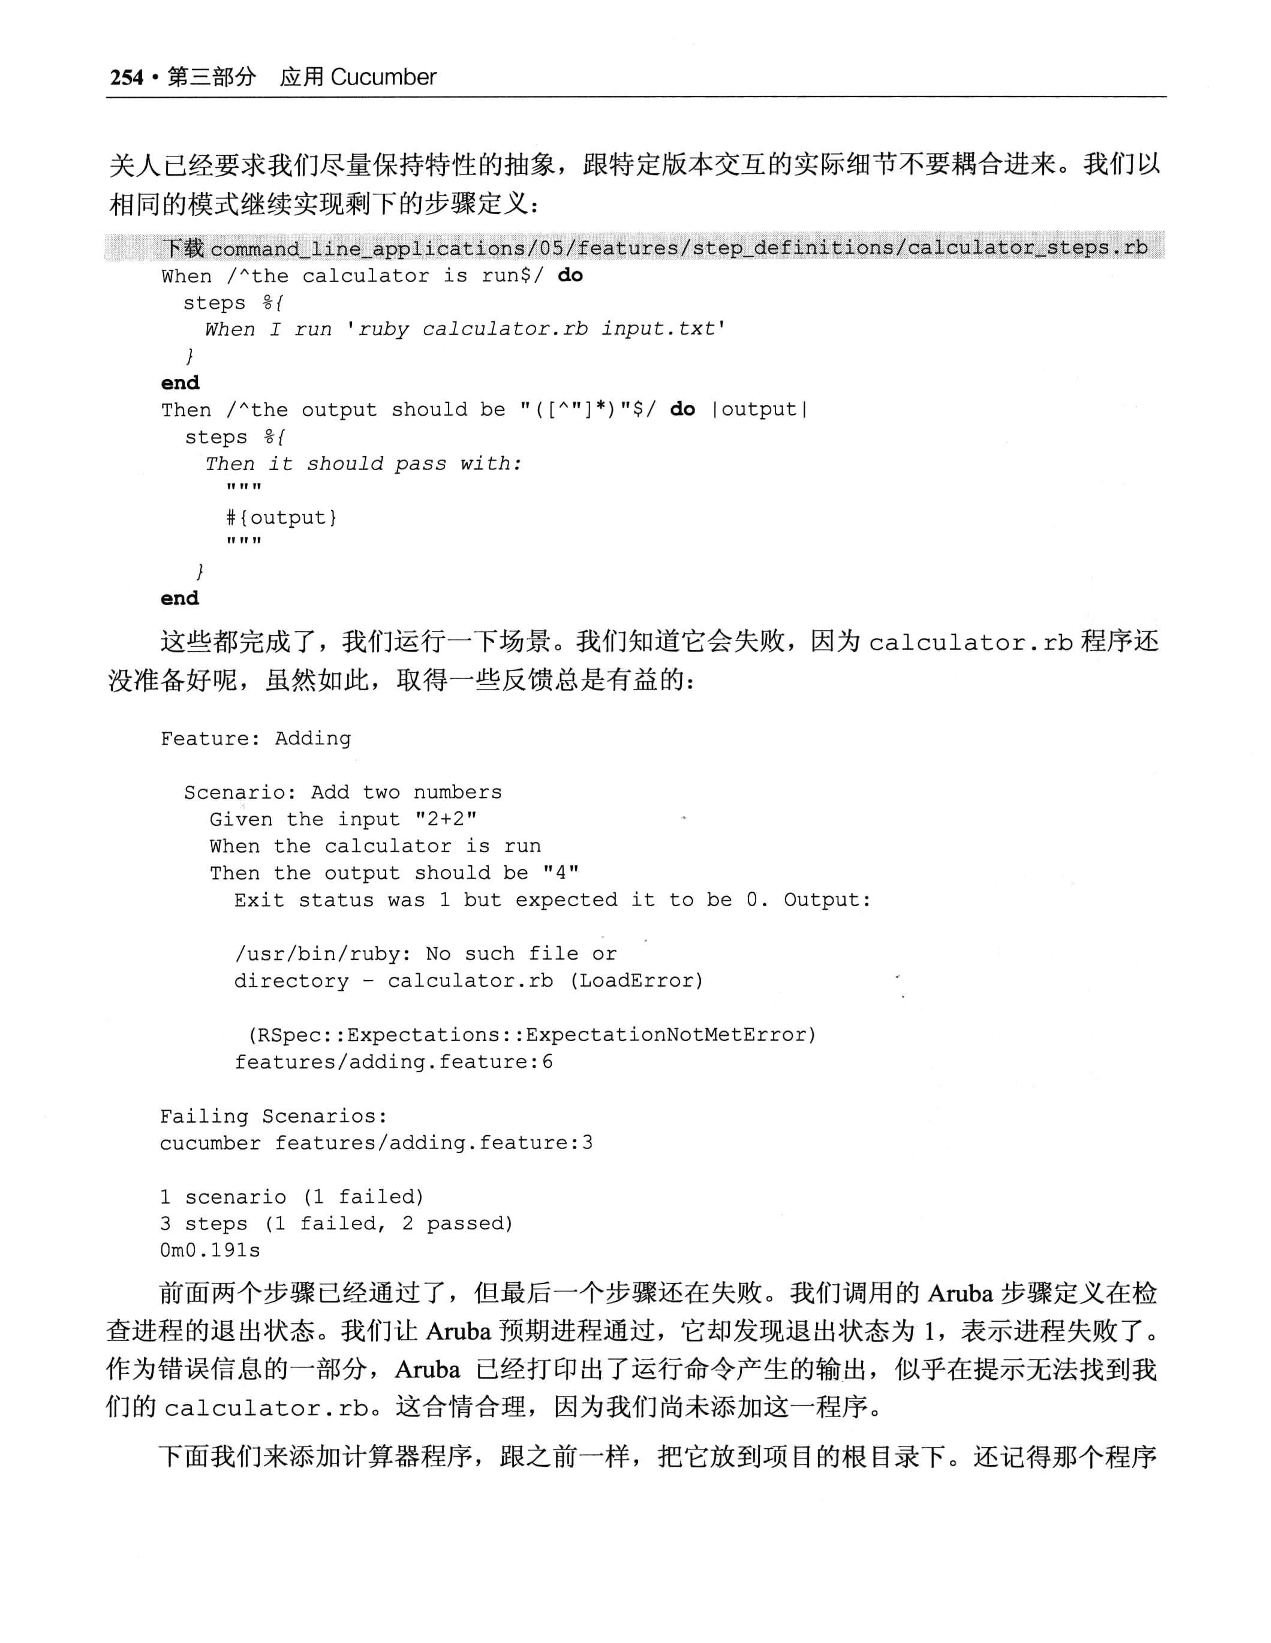 254 • 第三部分 应用 Cucumber
关人已经要求我们尽量保持特性的抽象，跟特定版本交互的实际细节不要耦合进来。我们以
相同的模式继续实现剩下的步骤定义：
下载 command_line_applications/05/features/step_definitions/calculator_steps.rb
When /^the calculator is run$/ do
  steps %{
    When I run 'ruby calculator.rb input.txt'
  }
end
Then /^the output should be "([^"]*)"$/ do |output|
  steps %{
    Then it should pass with:
      """
      #{output}
      """
   }
end
这些都完成了，我们运行一下场景。我们知道它会失败，因为 calculator.rb 程序还
没准备好呢，虽然如此，取得一些反馈总是有益的：
Feature: Adding
  Scenario: Add two numbers
    Given the input "2+2"
    When the calculator is run
    Then the output should be "4"
      Exit status was 1 but expected it to be 0. Output:
      /usr/bin/ruby: No such file or
      directory - calculator.rb (LoadError)
       (RSpec::Expectations::ExpectationNotMetError)
      features/adding.feature:6
Failing Scenarios:
cucumber features/adding.feature:3
1 scenario (1 failed)
3 steps (1 failed, 2 passed)
0m0.191s
前面两个步骤已经通过了，但最后一个步骤还在失败。我们调用的 Aruba 步骤定义在检
查进程的退出状态。我们让 Aruba 预期进程通过，它却发现退出状态为 1，表示进程失败了。
作为错误信息的一部分，Aruba 已经打印出了运行命令产生的输出，似乎在提示无法找到我
们的 calculator.rb。这合情合理，因为我们尚未添加这一程序。
下面我们来添加计算器程序，跟之前一样，把它放到项目的根目录下。还记得那个程序